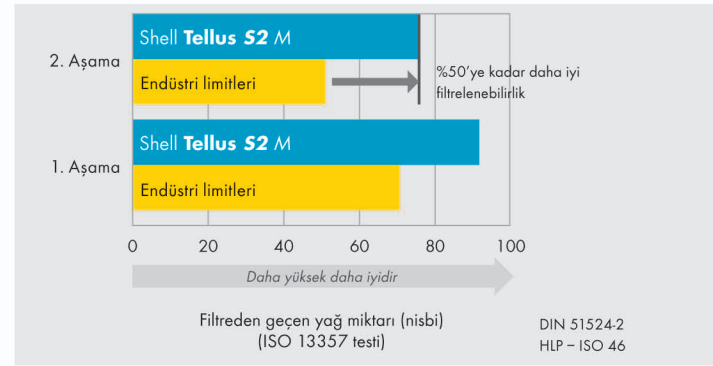 2. Aşama
Shell Tellus S2 M
Endüstri limitleri
%50'ye kadar daha iyi
filtrelenebilirlik
1. Aşama
Shell Tellus S2 M
Endüstri limitleri
0 20 40 60 80 100
Daha yüksek daha iyidir
Filtreden geçen yağ miktarı (nisbi)
(ISO 13357 testi)
DIN 51524-2
HLP – ISO 46